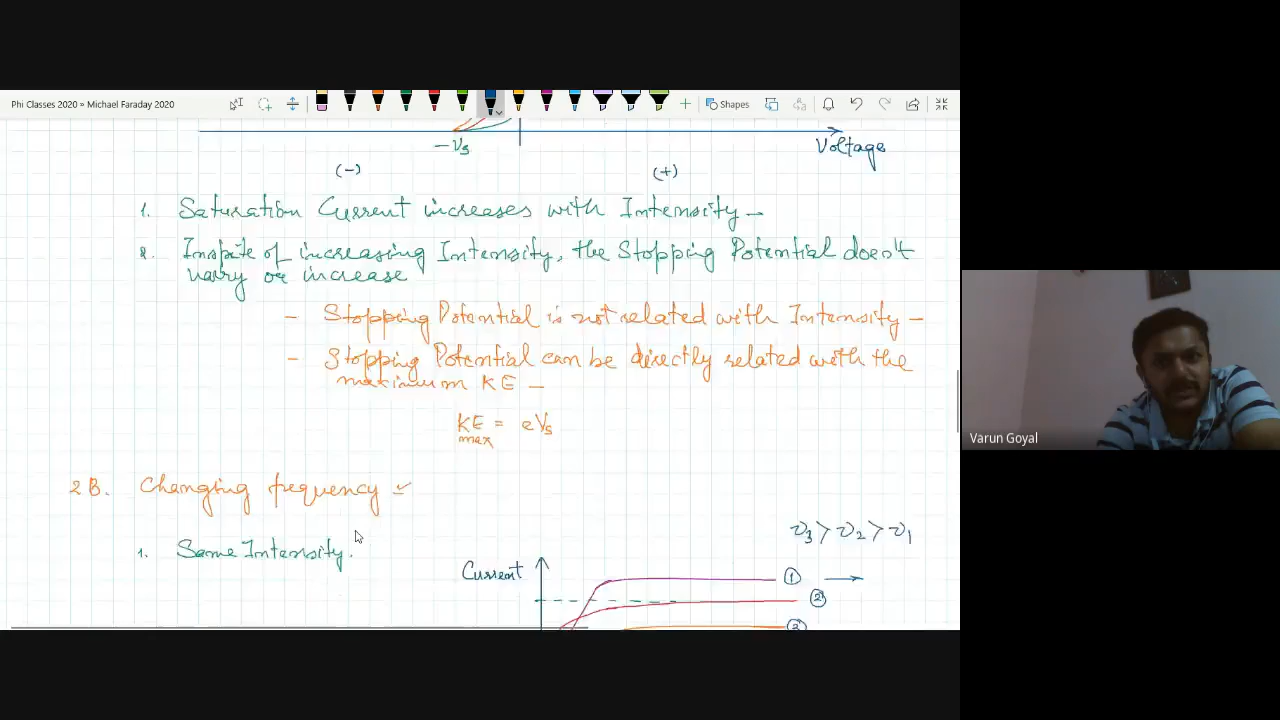 Phi Classes 2020 » Michael Faraday 2020
Shapes
-Vs
Voltage
(-)
(+)
1. Saturation Current increases with Intensity -
2. Inspite of increasing Intensity, the Stopping Potential doen't
vary or increase
- Stopping Potential is not related with Intensity -
- Stopping Potential can be directly related with the
maximum KE -
KE = eVs
max
Varun Goyal
2B. Changing frequency -
ν3 > ν2 > ν1
1. Same Intensity.
Current
1
2
3